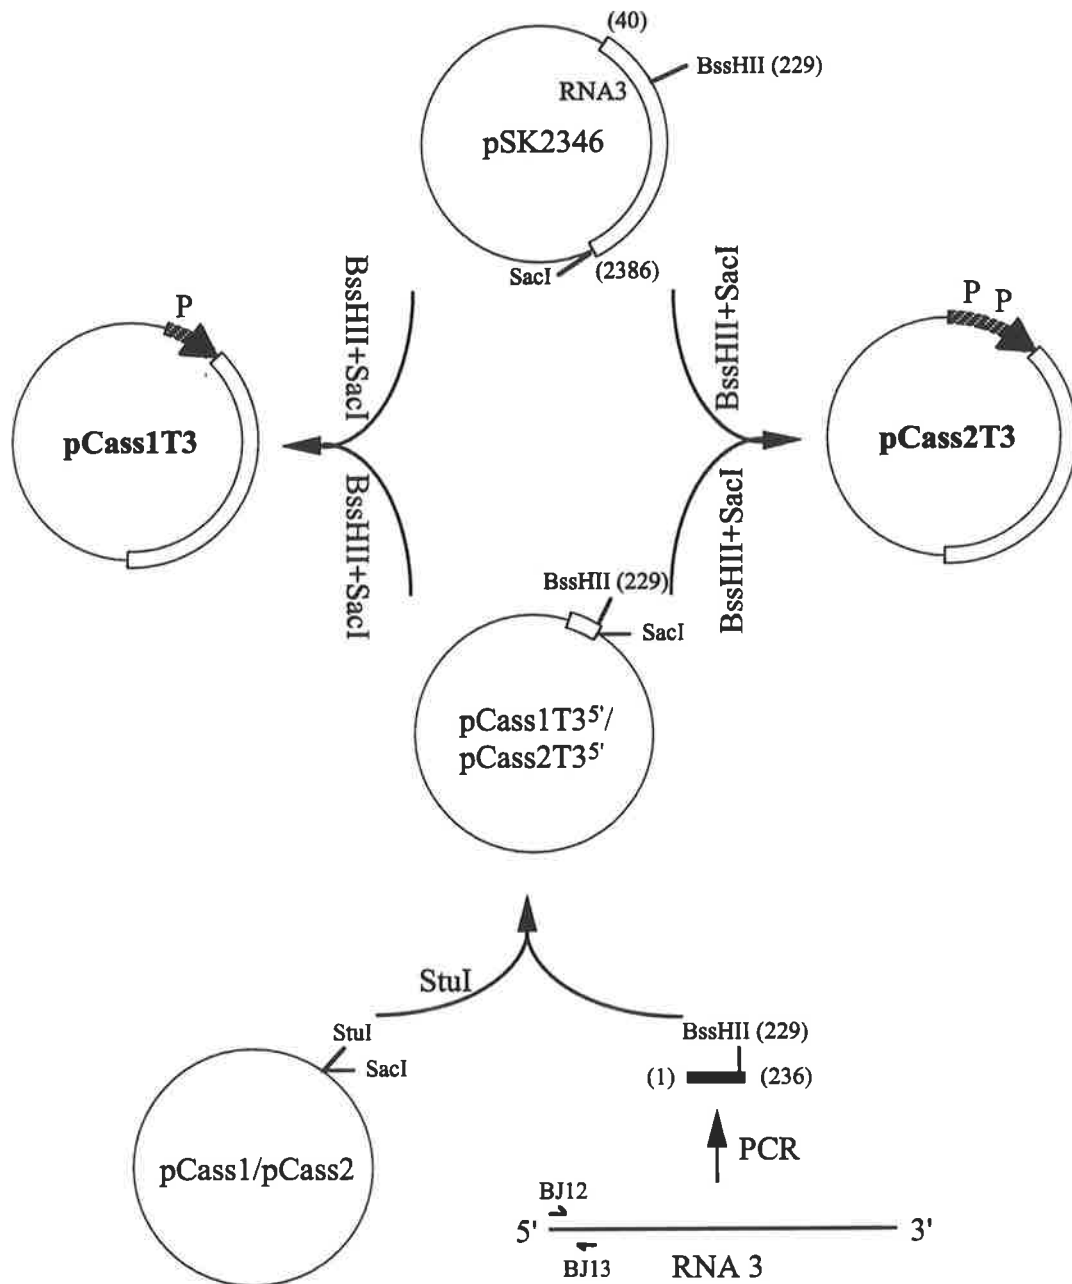 (40)
BssHII (229)
RNA3
pSK2346
SacI
(2386)
BssHII+SacI
BssHII+SacI
P
P P
pCass1T3
pCass2T3
BssHII+SacI
BssHII+SacI
BssHII (229)
SacI
pCass1T3⁵'/
pCass2T3⁵'
StuI
StuI
SacI
BssHII (229)
(1)
(236)
pCass1/pCass2
PCR
BJ12
5'
3'
BJ13
RNA 3